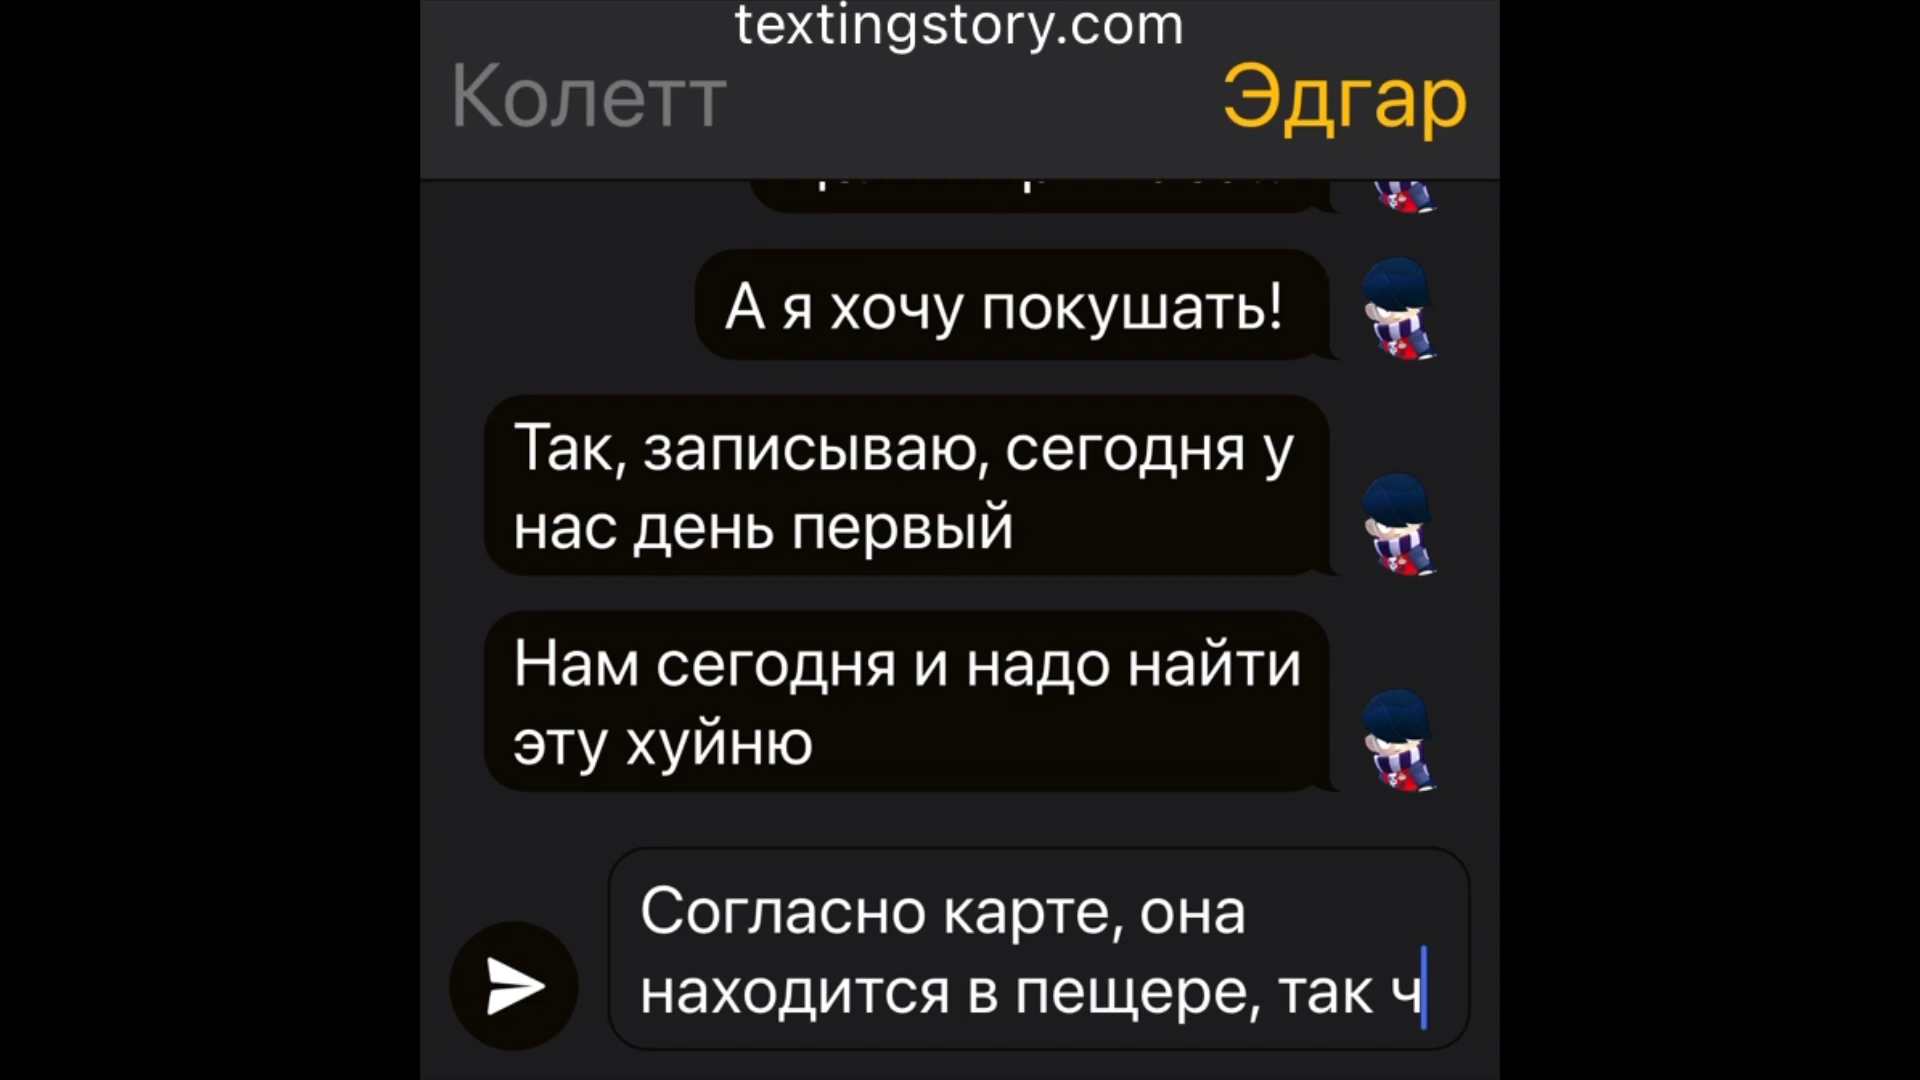 textingstory.com
Колетт
Эдгар
А я хочу покушать!
Так, записываю, сегодня у
нас день первый
Нам сегодня и надо найти
эту хуйню
Согласно карте, она
находится в пещере, так ч